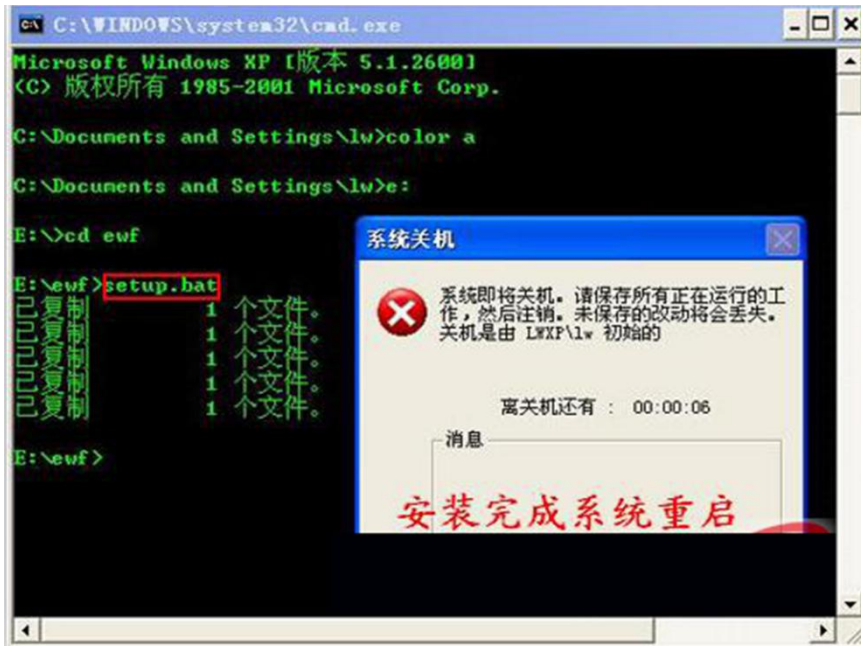 C:\WINDOWS\system32\cmd.exe
Microsoft Windows XP [版本 5.1.2600]
(C) 版权所有 1985-2001 Microsoft Corp.
C:\Documents and Settings\lw>color a
C:\Documents and Settings\lw>e:
E:\>cd ewf
E:\ewf>setup.bat
已复制         1 个文件。
已复制         1 个文件。
已复制         1 个文件。
已复制         1 个文件。
已复制         1 个文件。
E:\ewf>
系统关机
系统即将关机。请保存所有正在运行的工
作，然后注销。未保存的改动将会丢失。
关机是由 LWXP\lw 初始的
离关机还有 : 00:00:06
消息
安装完成系统重启